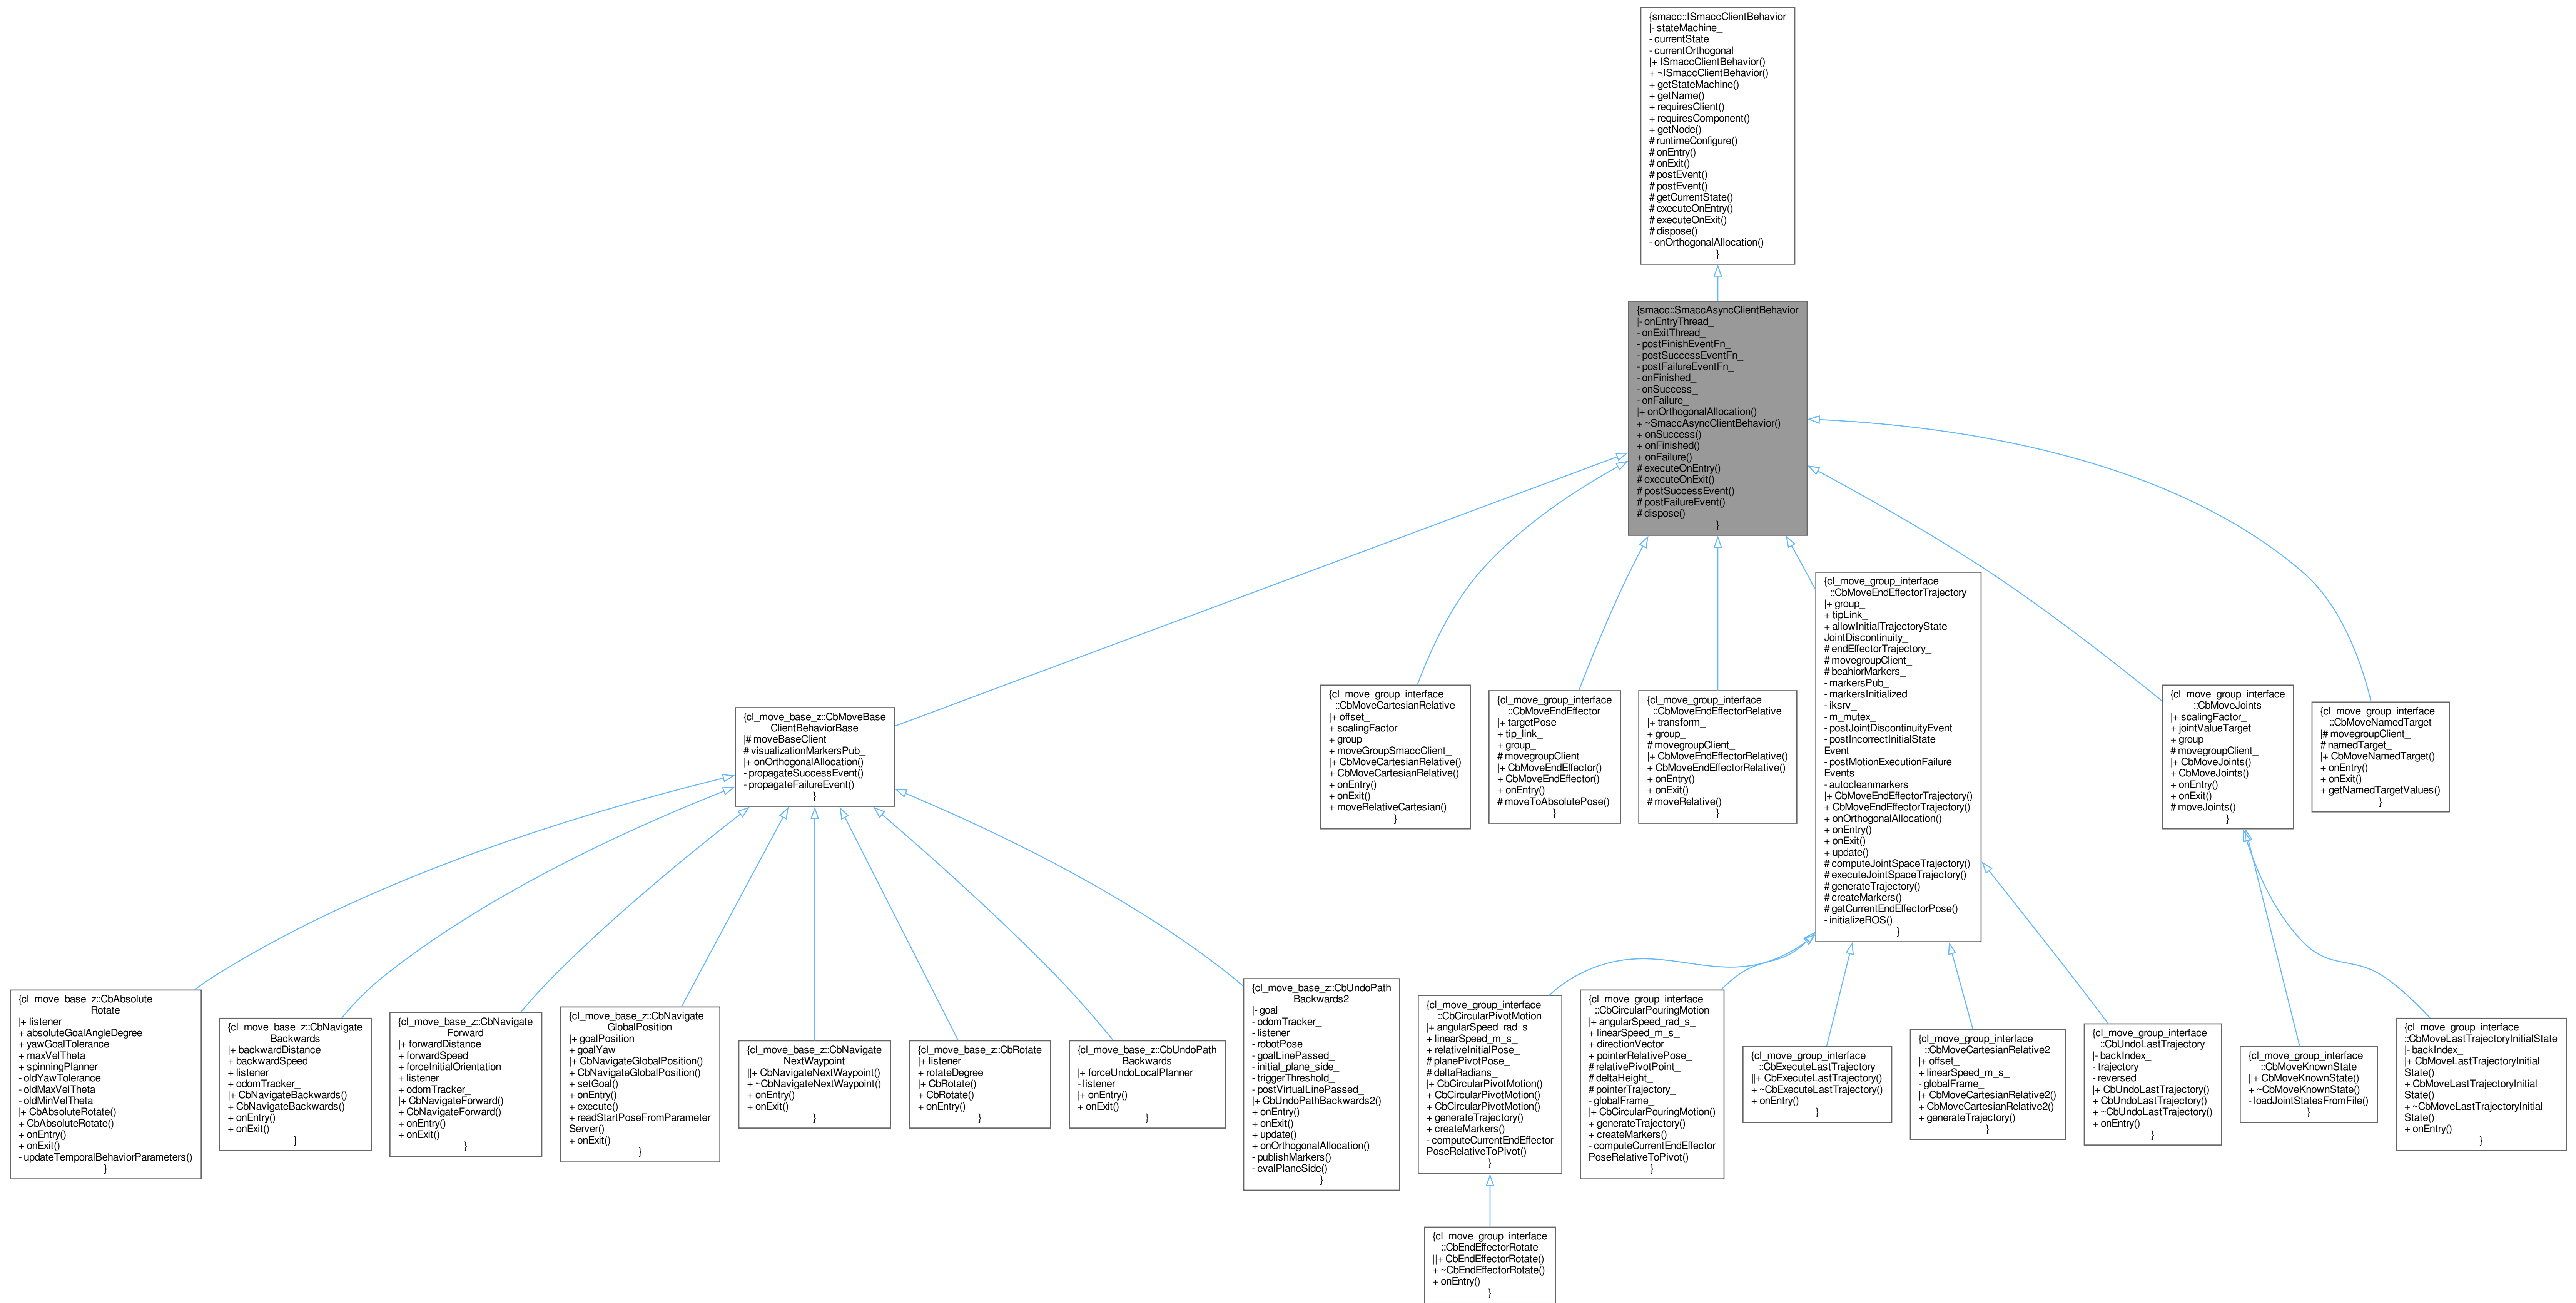 {smacc::ISmaccClientBehavior
|- stateMachine_
- currentState
- currentOrthogonal
|+ ISmaccClientBehavior()
+ ~ISmaccClientBehavior()
+ getStateMachine()
+ getName()
+ requiresClient()
+ requiresComponent()
+ getNode()
# runtimeConfigure()
# onEntry()
# onExit()
# postEvent()
# postEvent()
# getCurrentState()
# executeOnEntry()
# executeOnExit()
# dispose()
- onOrthogonalAllocation()
}
{smacc::SmaccAsyncClientBehavior
|- onEntryThread_
- onExitThread_
- postFinishEventFn_
- postSuccessEventFn_
- postFailureEventFn_
- onFinished_
- onSuccess_
- onFailure_
|+ onOrthogonalAllocation()
+ ~SmaccAsyncClientBehavior()
+ onSuccess()
+ onFinished()
+ onFailure()
# executeOnEntry()
# executeOnExit()
# postSuccessEvent()
# postFailureEvent()
# dispose()
}
{cl_move_base_z::CbMoveBase
ClientBehaviorBase
|# moveBaseClient_
# visualizationMarkersPub_
|+ onOrthogonalAllocation()
- propagateSuccessEvent()
- propagateFailureEvent()
}
{cl_move_group_interface
::CbMoveCartesianRelative
|+ offset_
+ scalingFactor_
+ group_
+ moveGroupSmaccClient_
|+ CbMoveCartesianRelative()
+ CbMoveCartesianRelative()
+ onEntry()
+ onExit()
+ moveRelativeCartesian()
}
{cl_move_group_interface
::CbMoveEndEffector
|+ targetPose
+ tip_link_
+ group_
# movegroupClient_
|+ CbMoveEndEffector()
+ CbMoveEndEffector()
+ onEntry()
# moveToAbsolutePose()
}
{cl_move_group_interface
::CbMoveEndEffectorRelative
|+ transform_
+ group_
# movegroupClient_
|+ CbMoveEndEffectorRelative()
+ CbMoveEndEffectorRelative()
+ onEntry()
+ onExit()
# moveRelative()
}
{cl_move_group_interface
::CbMoveEndEffectorTrajectory
|+ group_
+ tipLink_
+ allowInitialTrajectoryState
JointDiscontinuity_
# endEffectorTrajectory_
# movegroupClient_
# beahiorMarkers_
- markersPub_
- markersInitialized_
- iksrv_
- m_mutex_
- postJointDiscontinuityEvent
- postIncorrectInitialState
Event
- postMotionExecutionFailure
Events
- autocleanmarkers
|+ CbMoveEndEffectorTrajectory()
+ CbMoveEndEffectorTrajectory()
+ onOrthogonalAllocation()
+ onEntry()
+ onExit()
+ update()
# computeJointSpaceTrajectory()
# executeJointSpaceTrajectory()
# generateTrajectory()
# createMarkers()
# getCurrentEndEffectorPose()
- initializeROS()
}
{cl_move_group_interface
::CbMoveJoints
|+ scalingFactor_
+ jointValueTarget_
+ group_
# movegroupClient_
|+ CbMoveJoints()
+ CbMoveJoints()
+ onEntry()
+ onExit()
# moveJoints()
}
{cl_move_group_interface
::CbMoveNamedTarget
|# movegroupClient_
# namedTarget_
|+ CbMoveNamedTarget()
+ onEntry()
+ onExit()
+ getNamedTargetValues()
}
{cl_move_base_z::CbAbsolute
Rotate
|+ listener
+ absoluteGoalAngleDegree
+ yawGoalTolerance
+ maxVelTheta
+ spinningPlanner
- oldYawTolerance
- oldMaxVelTheta
- oldMinVelTheta
|+ CbAbsoluteRotate()
+ CbAbsoluteRotate()
+ onEntry()
+ onExit()
- updateTemporalBehaviorParameters()
}
{cl_move_base_z::CbNavigate
Backwards
|+ backwardDistance
+ backwardSpeed
+ listener
+ odomTracker_
|+ CbNavigateBackwards()
+ CbNavigateBackwards()
+ onEntry()
+ onExit()
}
{cl_move_base_z::CbNavigate
Forward
|+ forwardDistance
+ forwardSpeed
+ forceInitialOrientation
+ listener
+ odomTracker_
|+ CbNavigateForward()
+ CbNavigateForward()
+ onEntry()
+ onExit()
}
{cl_move_base_z::CbNavigate
GlobalPosition
|+ goalPosition
+ goalYaw
|+ CbNavigateGlobalPosition()
+ CbNavigateGlobalPosition()
+ setGoal()
+ onEntry()
+ execute()
+ readStartPoseFromParameter
Server()
+ onExit()
}
{cl_move_base_z::CbNavigate
NextWaypoint
||+ CbNavigateNextWaypoint()
+ ~CbNavigateNextWaypoint()
+ onEntry()
+ onExit()
}
{cl_move_base_z::CbRotate
|+ listener
+ rotateDegree
|+ CbRotate()
+ CbRotate()
+ onEntry()
}
{cl_move_base_z::CbUndoPath
Backwards
|+ forceUndoLocalPlanner
- listener
|+ onEntry()
+ onExit()
}
{cl_move_base_z::CbUndoPath
Backwards2
|- goal_
- odomTracker_
- listener
- robotPose_
- goalLinePassed_
- initial_plane_side_
- triggerThreshold_
- postVirtualLinePassed_
|+ CbUndoPathBackwards2()
+ onEntry()
+ onExit()
+ update()
+ onOrthogonalAllocation()
- publishMarkers()
- evalPlaneSide()
}
{cl_move_group_interface
::CbCircularPivotMotion
|+ angularSpeed_rad_s_
+ linearSpeed_m_s_
+ relativeInitialPose_
# planePivotPose_
# deltaRadians_
|+ CbCircularPivotMotion()
+ CbCircularPivotMotion()
+ CbCircularPivotMotion()
+ generateTrajectory()
+ createMarkers()
- computeCurrentEndEffector
PoseRelativeToPivot()
}
{cl_move_group_interface
::CbCircularPouringMotion
|+ angularSpeed_rad_s_
+ linearSpeed_m_s_
+ directionVector_
+ pointerRelativePose_
# relativePivotPoint_
# deltaHeight_
# pointerTrajectory_
- globalFrame_
|+ CbCircularPouringMotion()
+ generateTrajectory()
+ createMarkers()
- computeCurrentEndEffector
PoseRelativeToPivot()
}
{cl_move_group_interface
::CbExecuteLastTrajectory
||+ CbExecuteLastTrajectory()
+ ~CbExecuteLastTrajectory()
+ onEntry()
}
{cl_move_group_interface
::CbMoveCartesianRelative2
|+ offset_
+ linearSpeed_m_s_
- globalFrame_
|+ CbMoveCartesianRelative2()
+ CbMoveCartesianRelative2()
+ generateTrajectory()
}
{cl_move_group_interface
::CbUndoLastTrajectory
|- backIndex_
- trajectory
- reversed
|+ CbUndoLastTrajectory()
+ CbUndoLastTrajectory()
+ ~CbUndoLastTrajectory()
+ onEntry()
}
{cl_move_group_interface
::CbMoveKnownState
||+ CbMoveKnownState()
+ ~CbMoveKnownState()
- loadJointStatesFromFile()
}
{cl_move_group_interface
::CbMoveLastTrajectoryInitialState
|- backIndex_
|+ CbMoveLastTrajectoryInitial
State()
+ CbMoveLastTrajectoryInitial
State()
+ ~CbMoveLastTrajectoryInitial
State()
+ onEntry()
}
{cl_move_group_interface
::CbEndEffectorRotate
||+ CbEndEffectorRotate()
+ ~CbEndEffectorRotate()
+ onEntry()
}